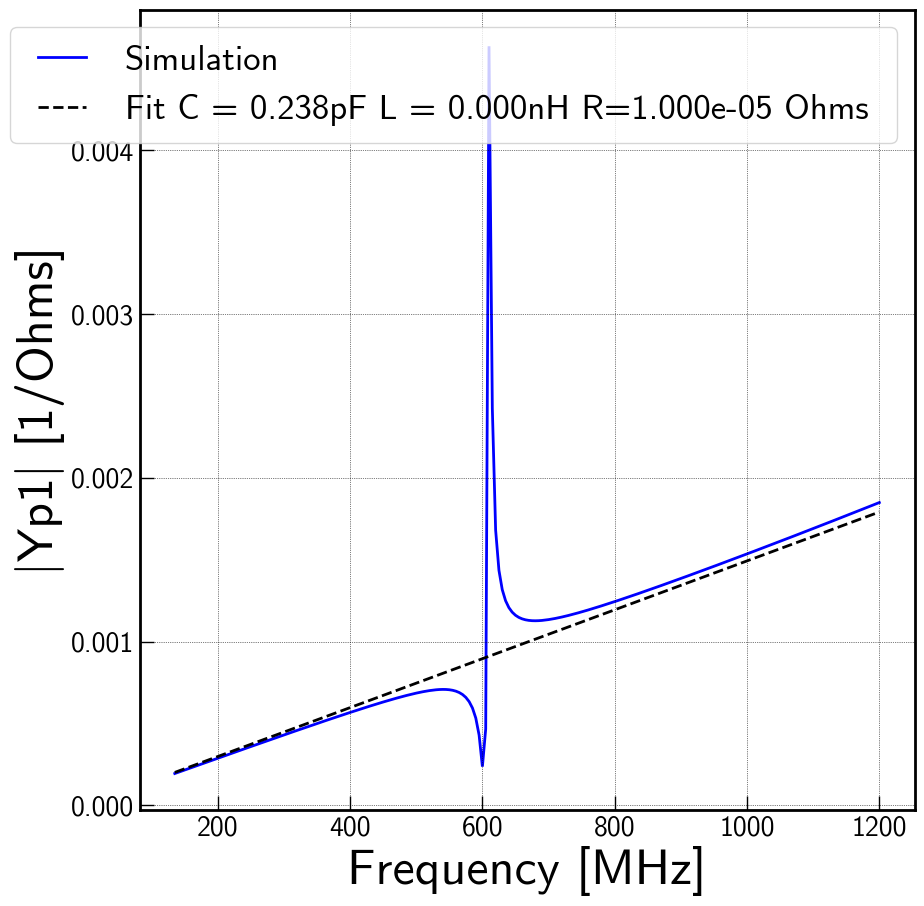 Simulation
Fit C = 0.238pF L = 0.000nH R=1.000e-05 Ohms
0.004
0.003
0.002
0.001
0.000
|Yp1| [1/Ohms]
200 400 600 800 1000 1200
Frequency [MHz]